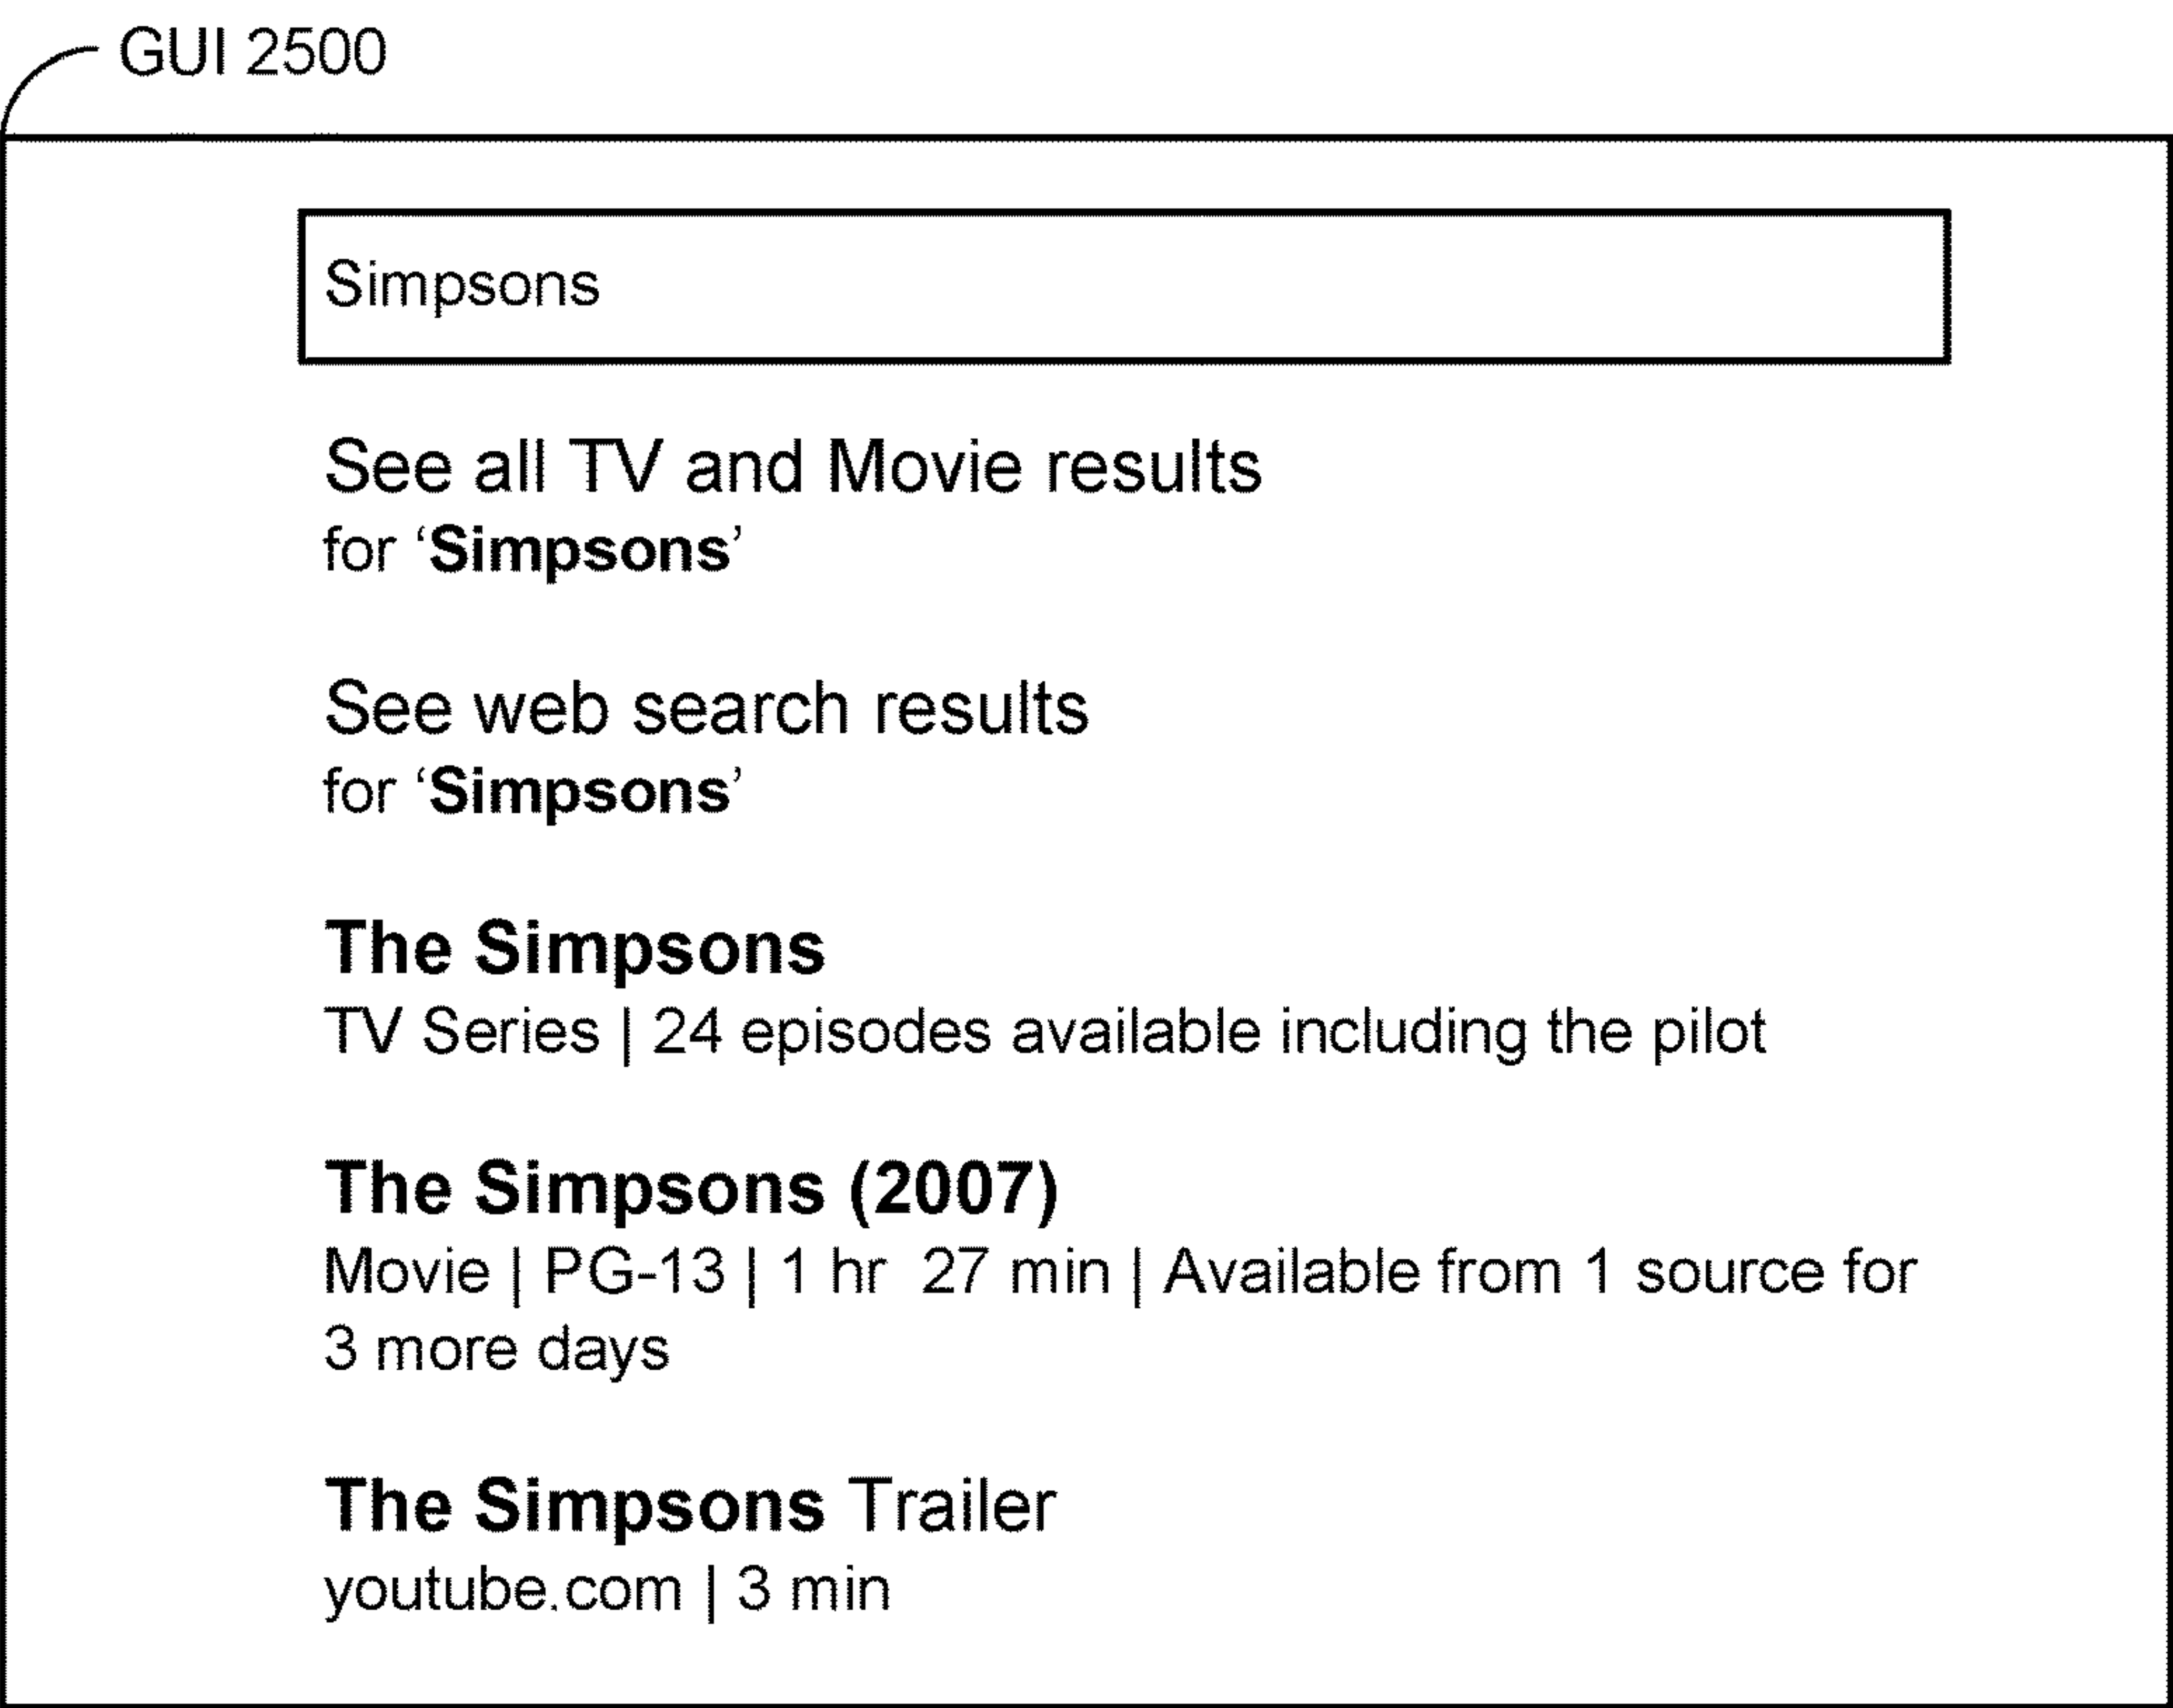 GUI 2500
Simpsons
See all TV and Movie results
for ‘Simpsons’
See web search results
for ‘Simpsons’
The Simpsons
TV Series | 24 episodes available including the pilot
The Simpsons (2007)
Movie | PG-13 | 1 hr 27 min | Available from 1 source for
3 more days
The Simpsons Trailer
youtube.com | 3 min